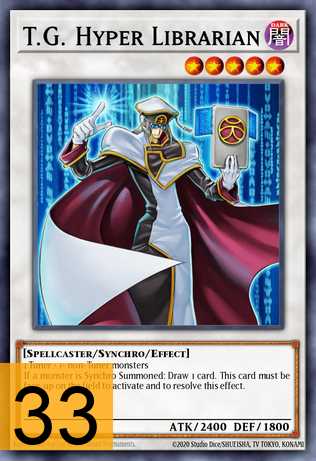 T.G. HYPER LIBRARIAN
DARK
闇
[SPELLCASTER/SYNCHRO/EFFECT]
1 Tuner + 1+ non-Tuner monsters
If a monster is Synchro Summoned: Draw 1 card. This card must be
on the field to activate and to resolve this effect.
33
ATK/2400 DEF/1800
©2020 Studio Dice/SHUEISHA, TV TOKYO, KONAMI